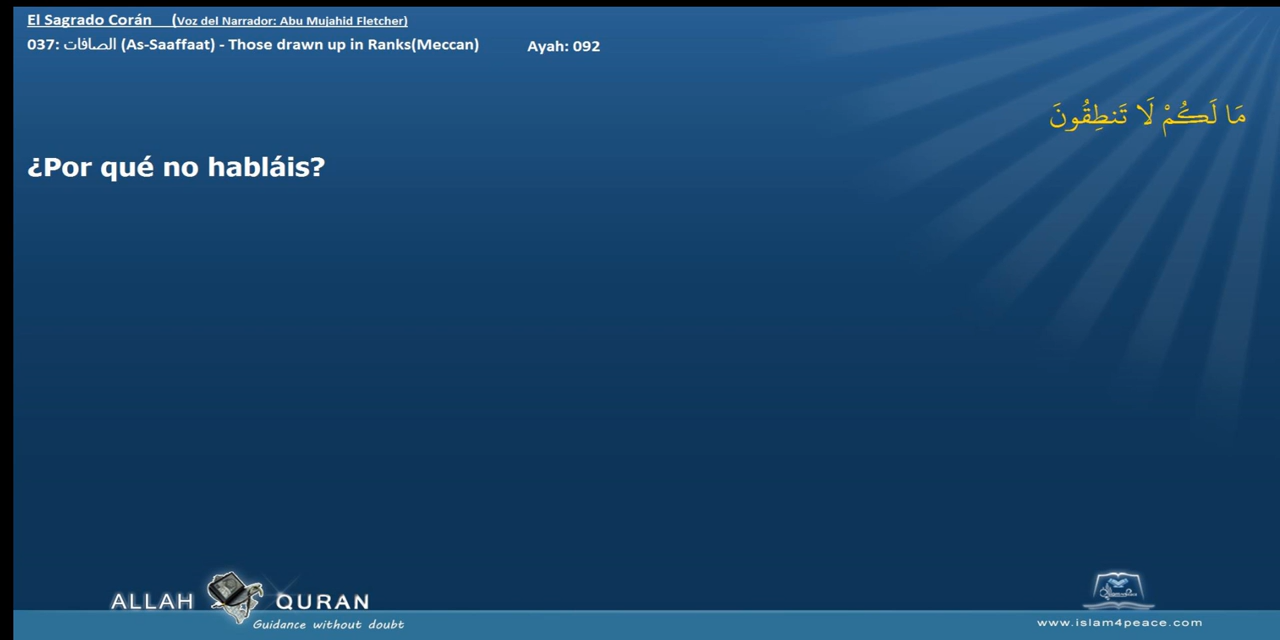 El Sagrado Corán (Voz del Narrador: Abu Mujahid Fletcher)
037: الصافات (As-Saaffaat) - Those drawn up in Ranks(Meccan) Ayah: 092
مَا لَكُمْ لَا تَنطِقُونَ
¿Por qué no habláis?
ALLAH QURAN
Guidance without doubt
www.islam4peace.com